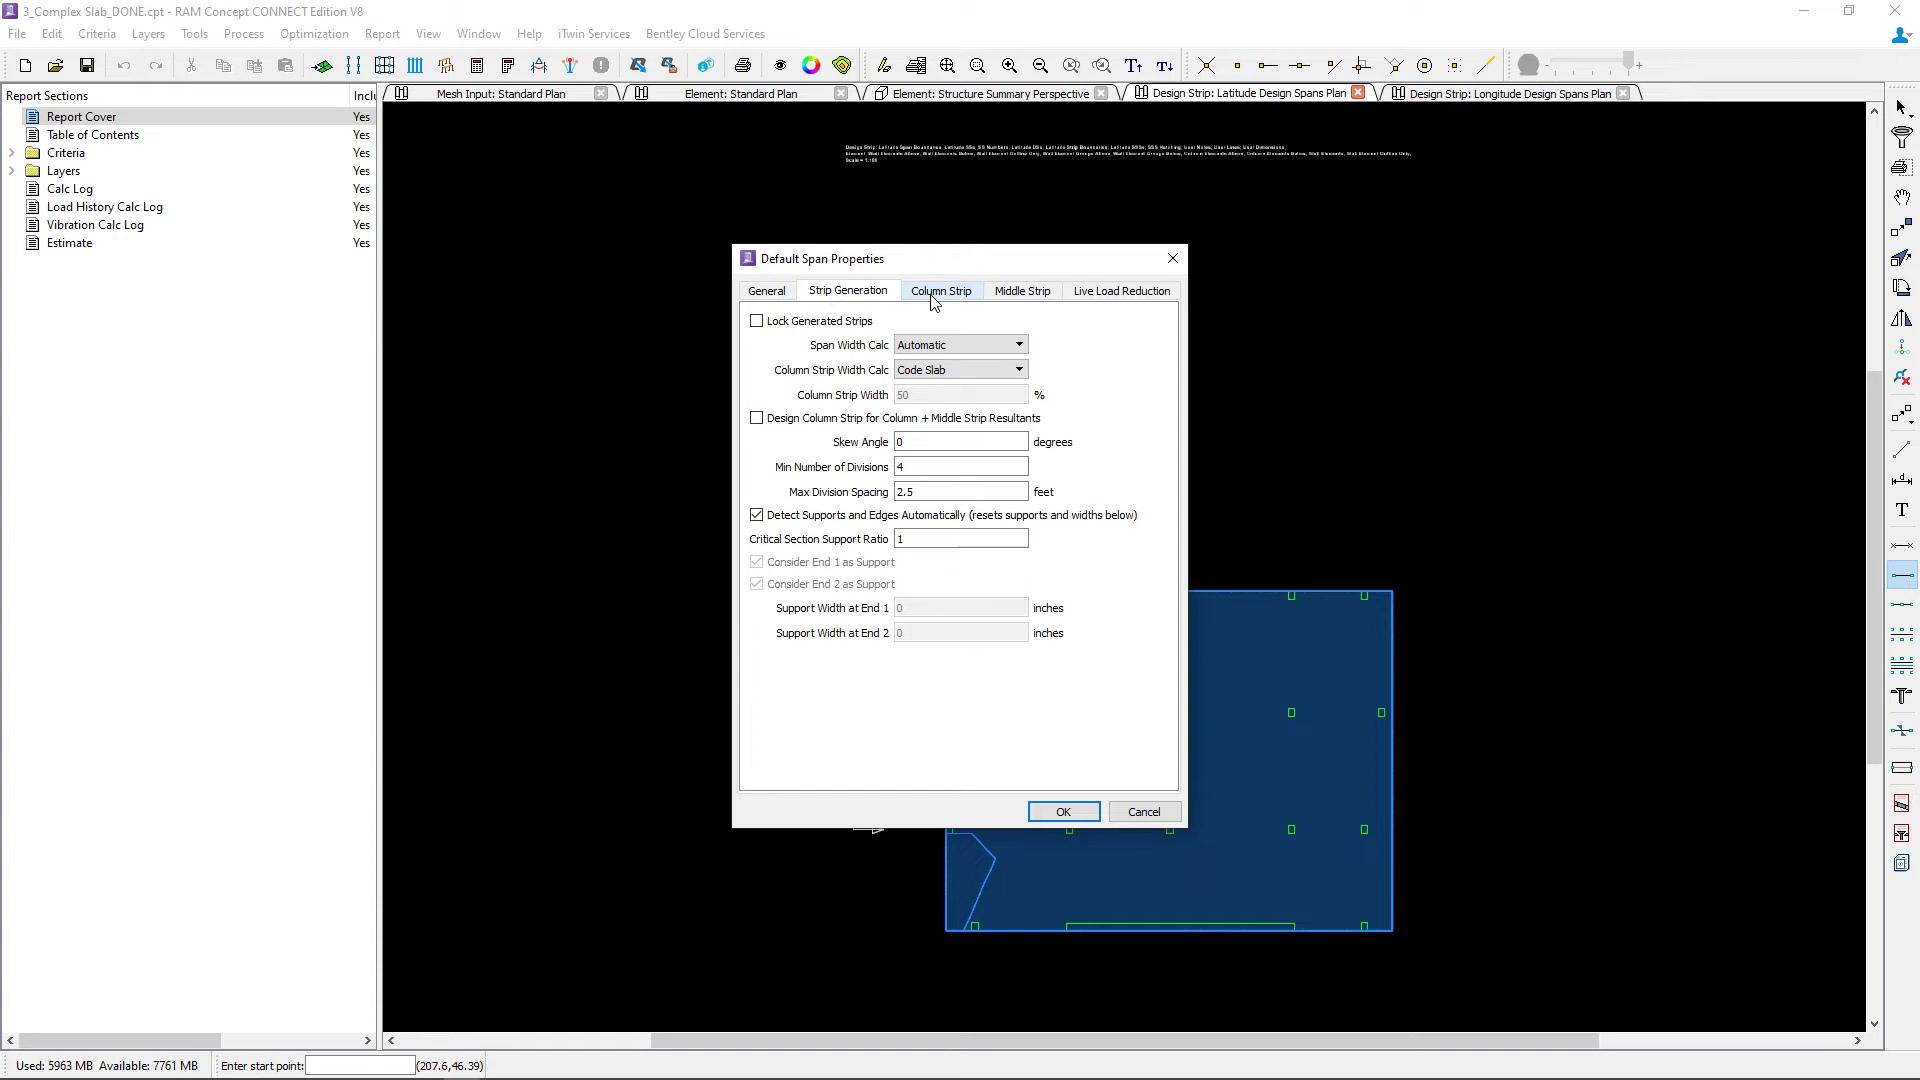 3_Complex Slab_DONE.cpt - RAM Concept CONNECT Edition V8
File Edit Criteria Layers Tools Process Optimization Report View Window Help iTwin Services Bentley Cloud Services
Report Sections Inclu
Mesh Input: Standard Plan
Element: Standard Plan
Element: Structure Summary Perspective
Design Strip: Latitude Design Spans Plan
Design Strip: Longitude Design Spans Plan
Report Cover Yes
Table of Contents Yes
Criteria Yes
Layers Yes
Calc Log Yes
Load History Calc Log Yes
Vibration Calc Log Yes
Estimate Yes
Default Span Properties
General Strip Generation Column Strip Middle Strip Live Load Reduction
Lock Generated Strips
Span Width Calc Automatic
Column Strip Width Calc Code Slab
Column Strip Width 50 %
Design Column Strip for Column + Middle Strip Resultants
Skew Angle 0 degrees
Min Number of Divisions 4
Max Division Spacing 2.5 feet
Detect Supports and Edges Automatically (resets supports and widths below)
Critical Section Support Ratio 1
Consider End 1 as Support
Consider End 2 as Support
Support Width at End 1 0 inches
Support Width at End 2 0 inches
OK Cancel
Used: 5963 MB Available: 7761 MB Enter start point: (207.6,46.39)